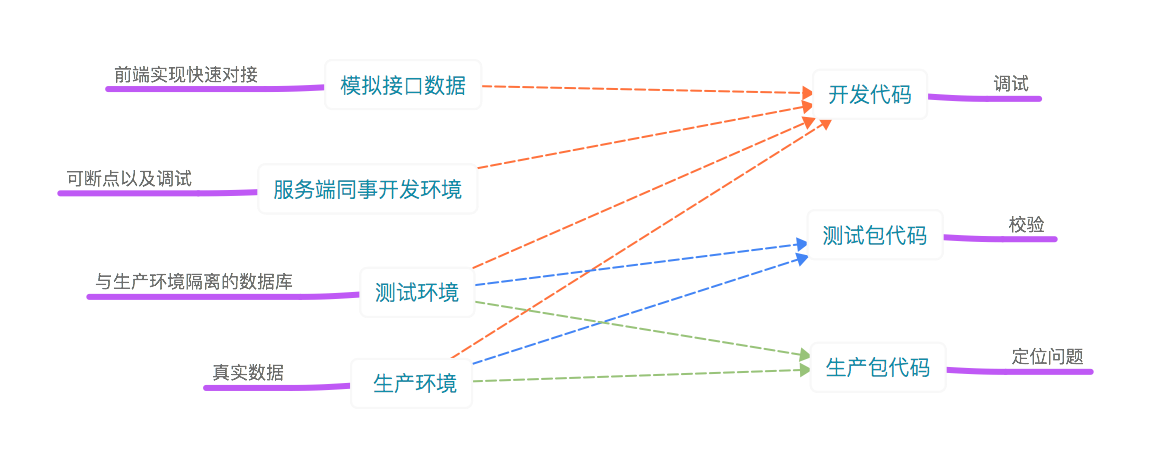 前端实现快速对接
模拟接口数据
开发代码
调试
可断点以及调试
服务端同事开发环境
测试包代码
校验
与生产环境隔离的数据库
测试环境
生产包代码
定位问题
真实数据
生产环境